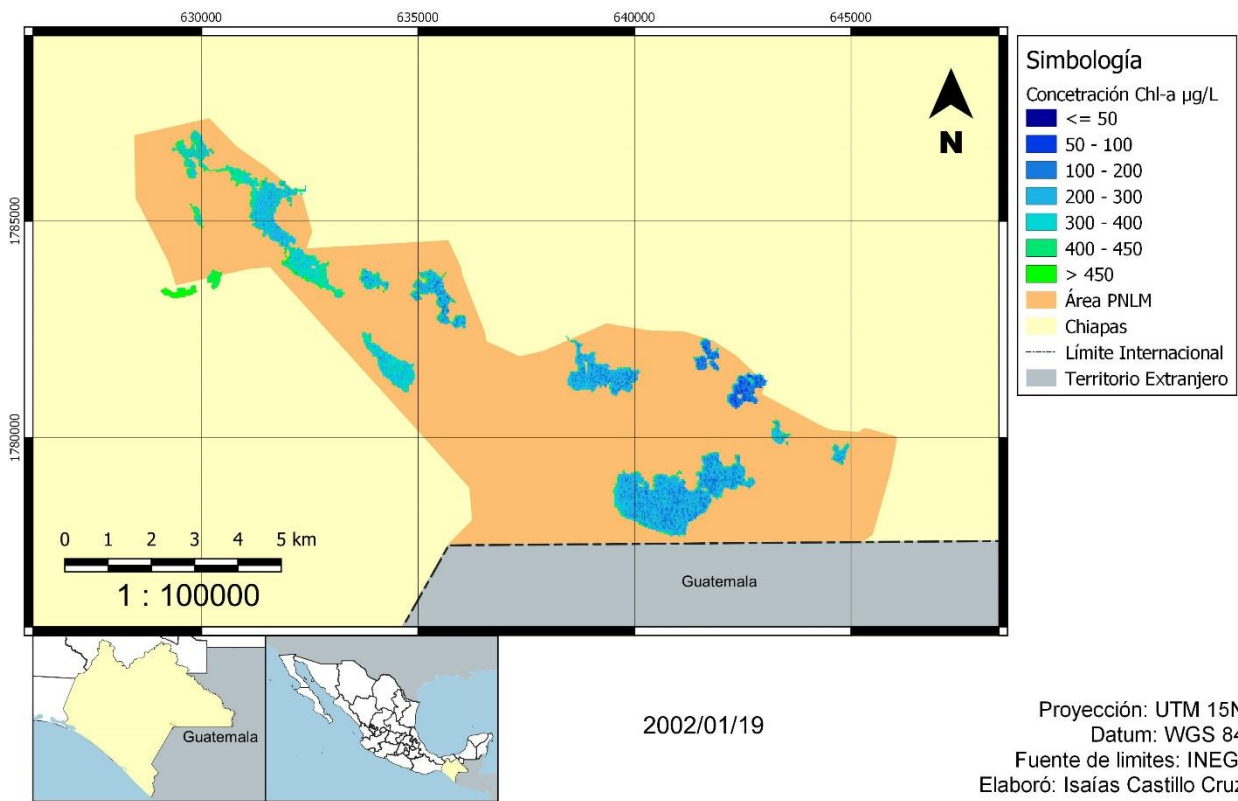 630000
635000
640000
645000
1785000
1780000
N
0 1 2 3 4 5 km
1 : 100000
Guatemala
Simbología
Concetración Chl-a µg/L
<= 50
50 - 100
100 - 200
200 - 300
300 - 400
400 - 450
> 450
Área PNLM
Chiapas
Límite Internacional
Territorio Extranjero
Guatemala
2002/01/19
Proyección: UTM 15N
Datum: WGS 84
Fuente de limites: INEG
Elaboró: Isaías Castillo Cruz